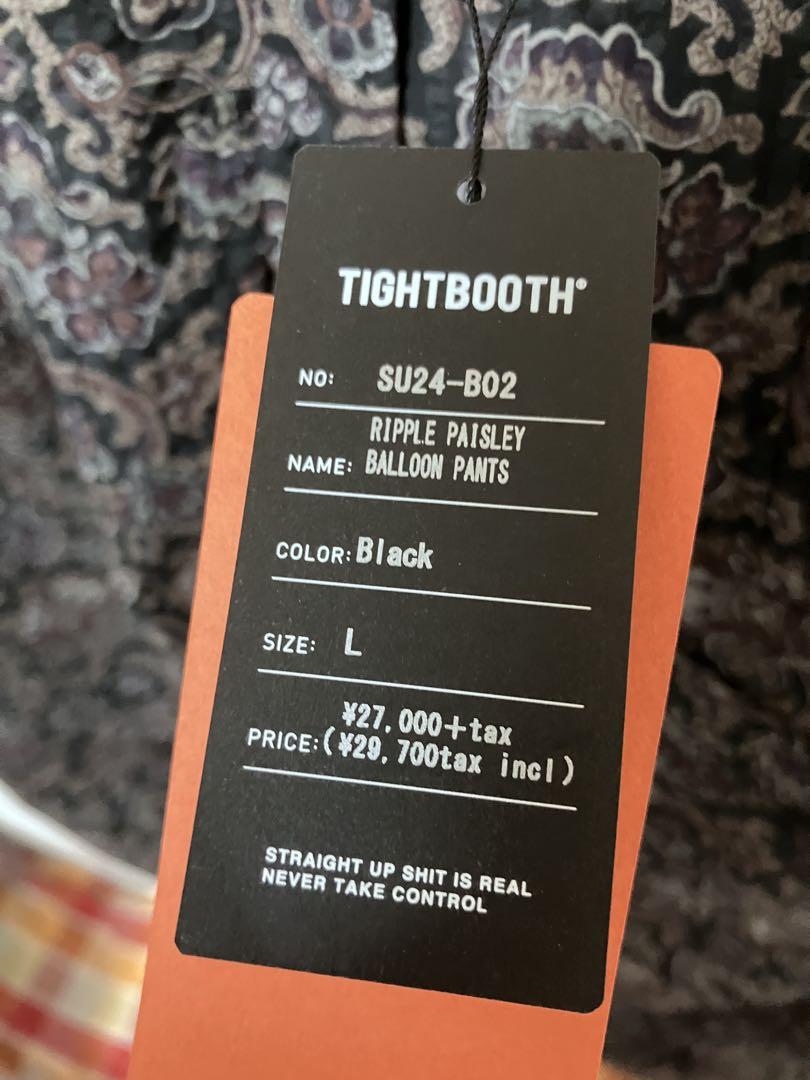 TIGHTBOOTH®
NO: SU24-B02
RIPPLE PAISLEY
NAME: BALLOON PANTS
COLOR: Black
SIZE: L
¥27,000+tax
PRICE: (¥29,700tax incl)
STRAIGHT UP SHIT IS REAL
NEVER TAKE CONTROL